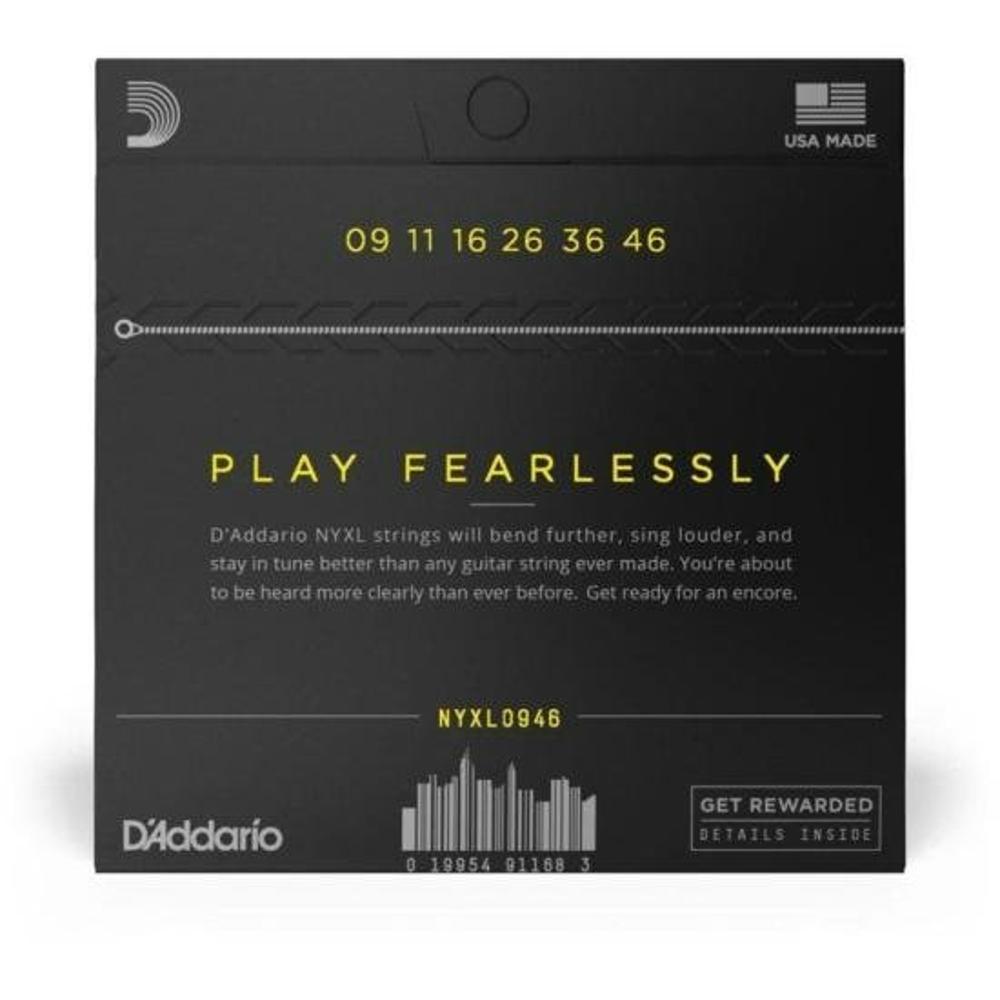 USA MADE
09 11 16 26 36 46
PLAY FEARLESSLY
D'Addario NYXL strings will bend further, sing louder, and
stay in tune better than any guitar string ever made. You're about
to be heard more clearly than ever before. Get ready for an encore.
NYXL0946
D'Addario
0 19954 91168 3
GET REWARDED
DETAILS INSIDE